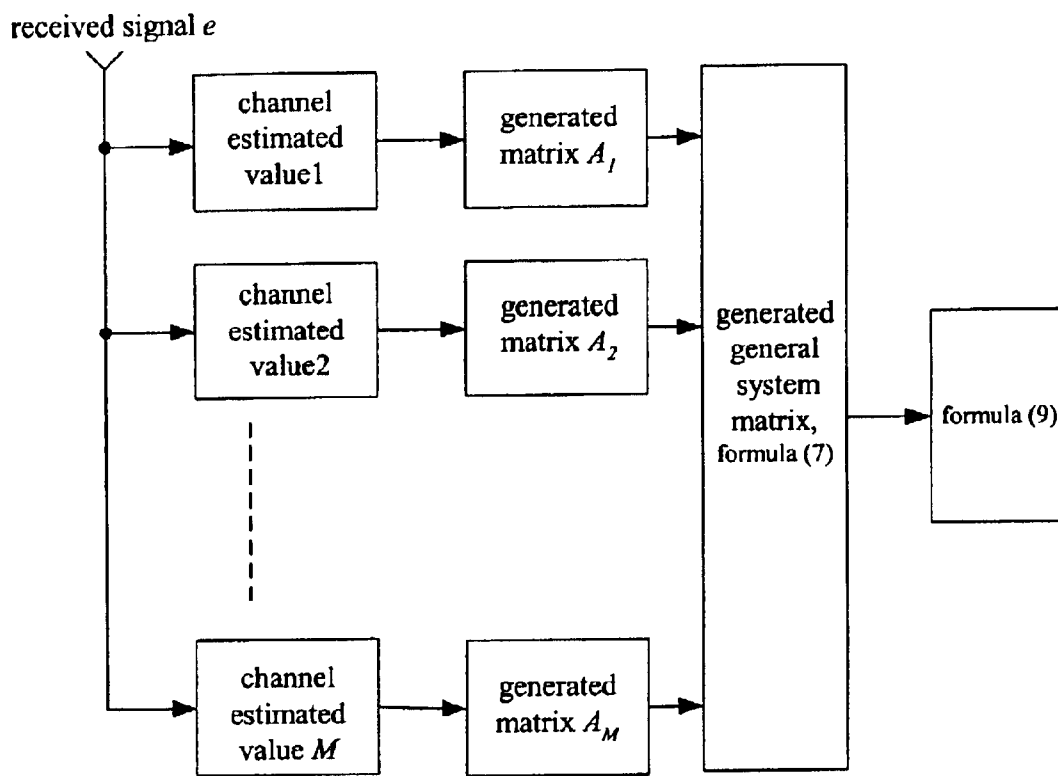 received signal e
channel
estimated
value1
generated
matrix A1
channel
estimated
value2
generated
matrix A2
generated
general
system
matrix,
formula (7)
formula (9)
channel
estimated
value M
generated
matrix AM